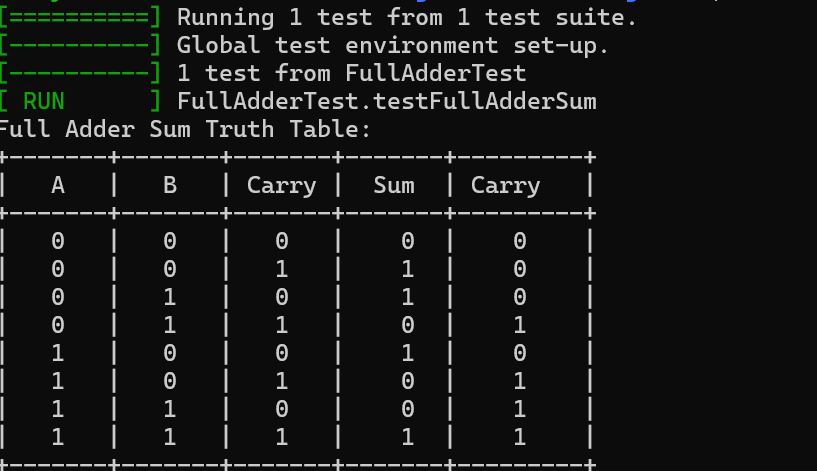 [==========] Running 1 test from 1 test suite.
[----------] Global test environment set-up.
[----------] 1 test from FullAdderTest
[ RUN      ] FullAdderTest.testFullAdderSum
Full Adder Sum Truth Table:
+-------+-------+-------+-------+---------+
|   A   |   B   | Carry |  Sum  | Carry   |
+-------+-------+-------+-------+---------+
|   0   |   0   |   0   |    0  |    0    |
|   0   |   0   |   1   |    1  |    0    |
|   0   |   1   |   0   |    1  |    0    |
|   0   |   1   |   1   |    0  |    1    |
|   1   |   0   |   0   |    1  |    0    |
|   1   |   0   |   1   |    0  |    1    |
|   1   |   1   |   0   |    0  |    1    |
|   1   |   1   |   1   |    1  |    1    |
+-------+-------+-------+-------+---------+